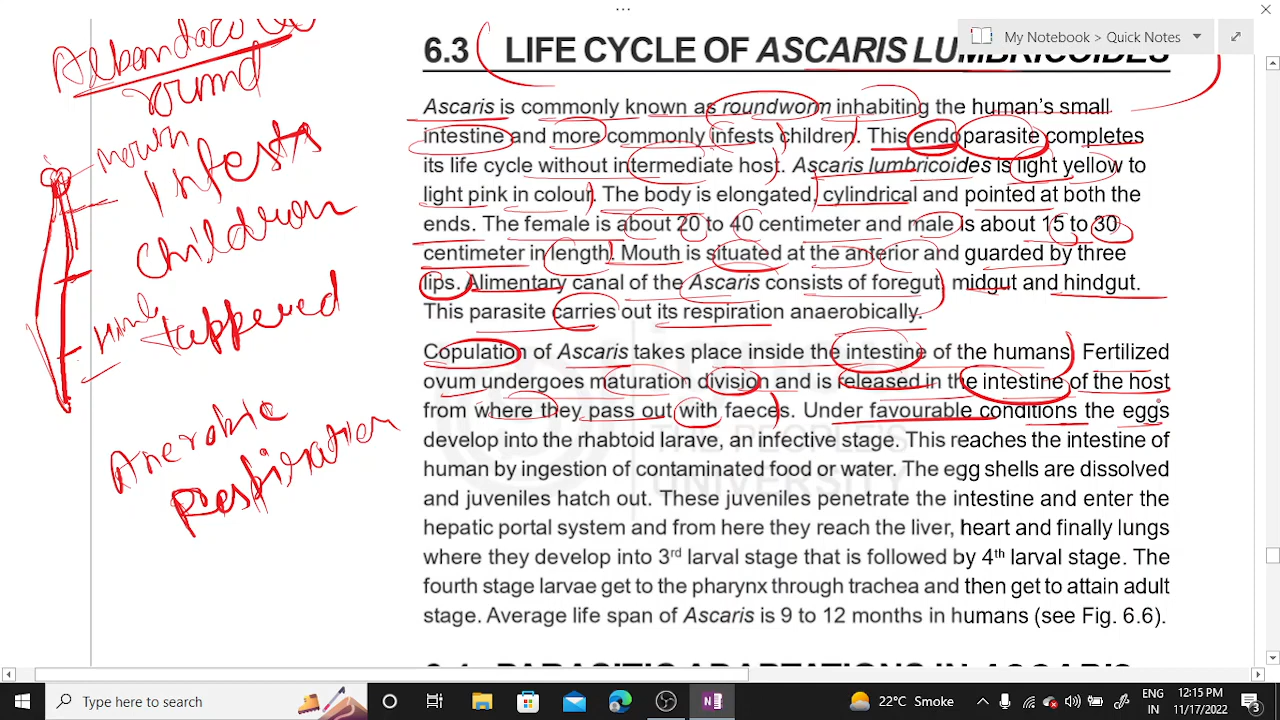 ...
My Notebook > Quick Notes
6.3 LIFE CYCLE OF ASCARIS LUMBRICOIDES
Ascaris is commonly known as roundworm inhabiting the human's small
intestine and more commonly infests children. This endoparasite completes
its life cycle without intermediate host. Ascaris lumbricoides is light yellow to
light pink in colour. The body is elongated, cylindrical and pointed at both the
ends. The female is about 20 to 40 centimeter and male is about 15 to 30
centimeter in length. Mouth is situated at the anterior and guarded by three
lips. Alimentary canal of the Ascaris consists of foregut, midgut and hindgut.
This parasite carries out its respiration anaerobically.
Copulation of Ascaris takes place inside the intestine of the humans. Fertilized
ovum undergoes maturation division and is released in the intestine of the host
from where they pass out with faeces. Under favourable conditions the eggs
develop into the rhabtoid larave, an infective stage. This reaches the intestine of
human by ingestion of contaminated food or water. The egg shells are dissolved
and juveniles hatch out. These juveniles penetrate the intestine and enter the
hepatic portal system and from here they reach the liver, heart and finally lungs
where they develop into 3rd larval stage that is followed by 4th larval stage. The
fourth stage larvae get to the pharynx through trachea and then get to attain adult
stage. Average life span of Ascaris is 9 to 12 months in humans (see Fig. 6.6).
THE PEOPLE'S
UNIVERSITY
round
mouth
Infests
children
tuppered
Anerobic
respiration
Type here to search
22°C Smoke
ENG
IN
12:15 PM
11/17/2022
3